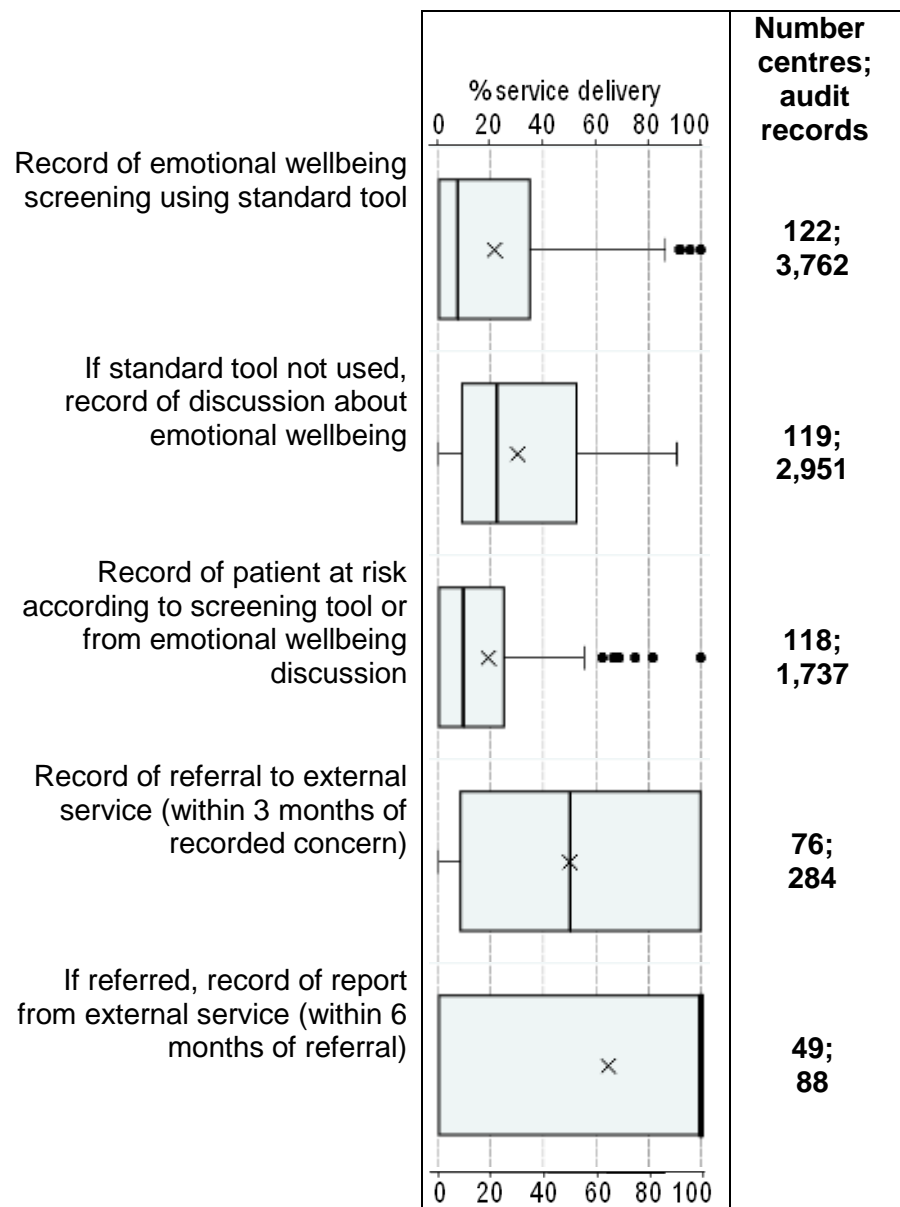 Number
centres;
audit
records
% service delivery
0 20 40 60 80 100
Record of emotional wellbeing
screening using standard tool
122;
3,762
If standard tool not used,
record of discussion about
emotional wellbeing
119;
2,951
Record of patient at risk
according to screening tool or
from emotional wellbeing
discussion
118;
1,737
Record of referral to external
service (within 3 months of
recorded concern)
76;
284
If referred, record of report
from external service (within 6
months of referral)
49;
88
0 20 40 60 80 100